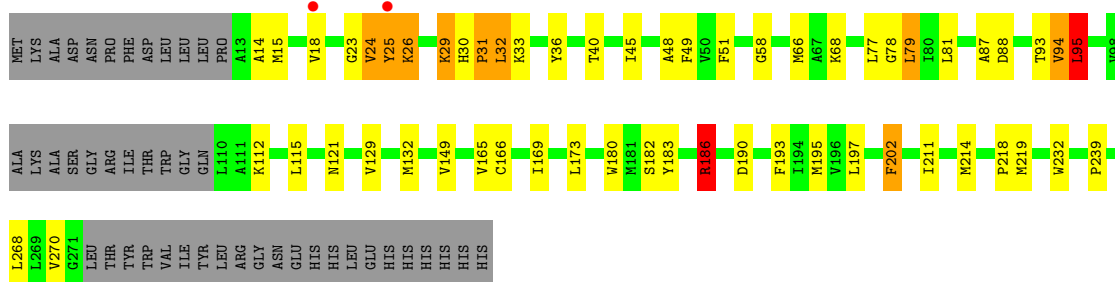 MET LYS ALA ASP ASN PRO PHE ASP LEU LEU LEU PRO A13 A14 M15 V18 G23 V24 Y25 K26 K29 H30 P31 L32 K33 Y36 T40 I45 A48 F49 V50 F51 G58 M66 A67 K68 L77 G78 L79 I80 L81 A87 D88 T93 V94 L95 V98
ALA LYS ALA SER GLY ARG ILE THR TRP GLY GLN L110 A111 K112 L115 N121 V129 M132 V149 V165 C166 I169 L173 W180 M181 S182 Y183 R186 D190 F193 I194 M195 V196 L197 F202 I211 M214 P218 M219 W232 P239
L268 L269 V270 G271 LEU THR TYR TRP VAL ILE TYR LEU ARG GLY ASN GLU HIS HIS LEU GLU HIS HIS HIS HIS HIS HIS